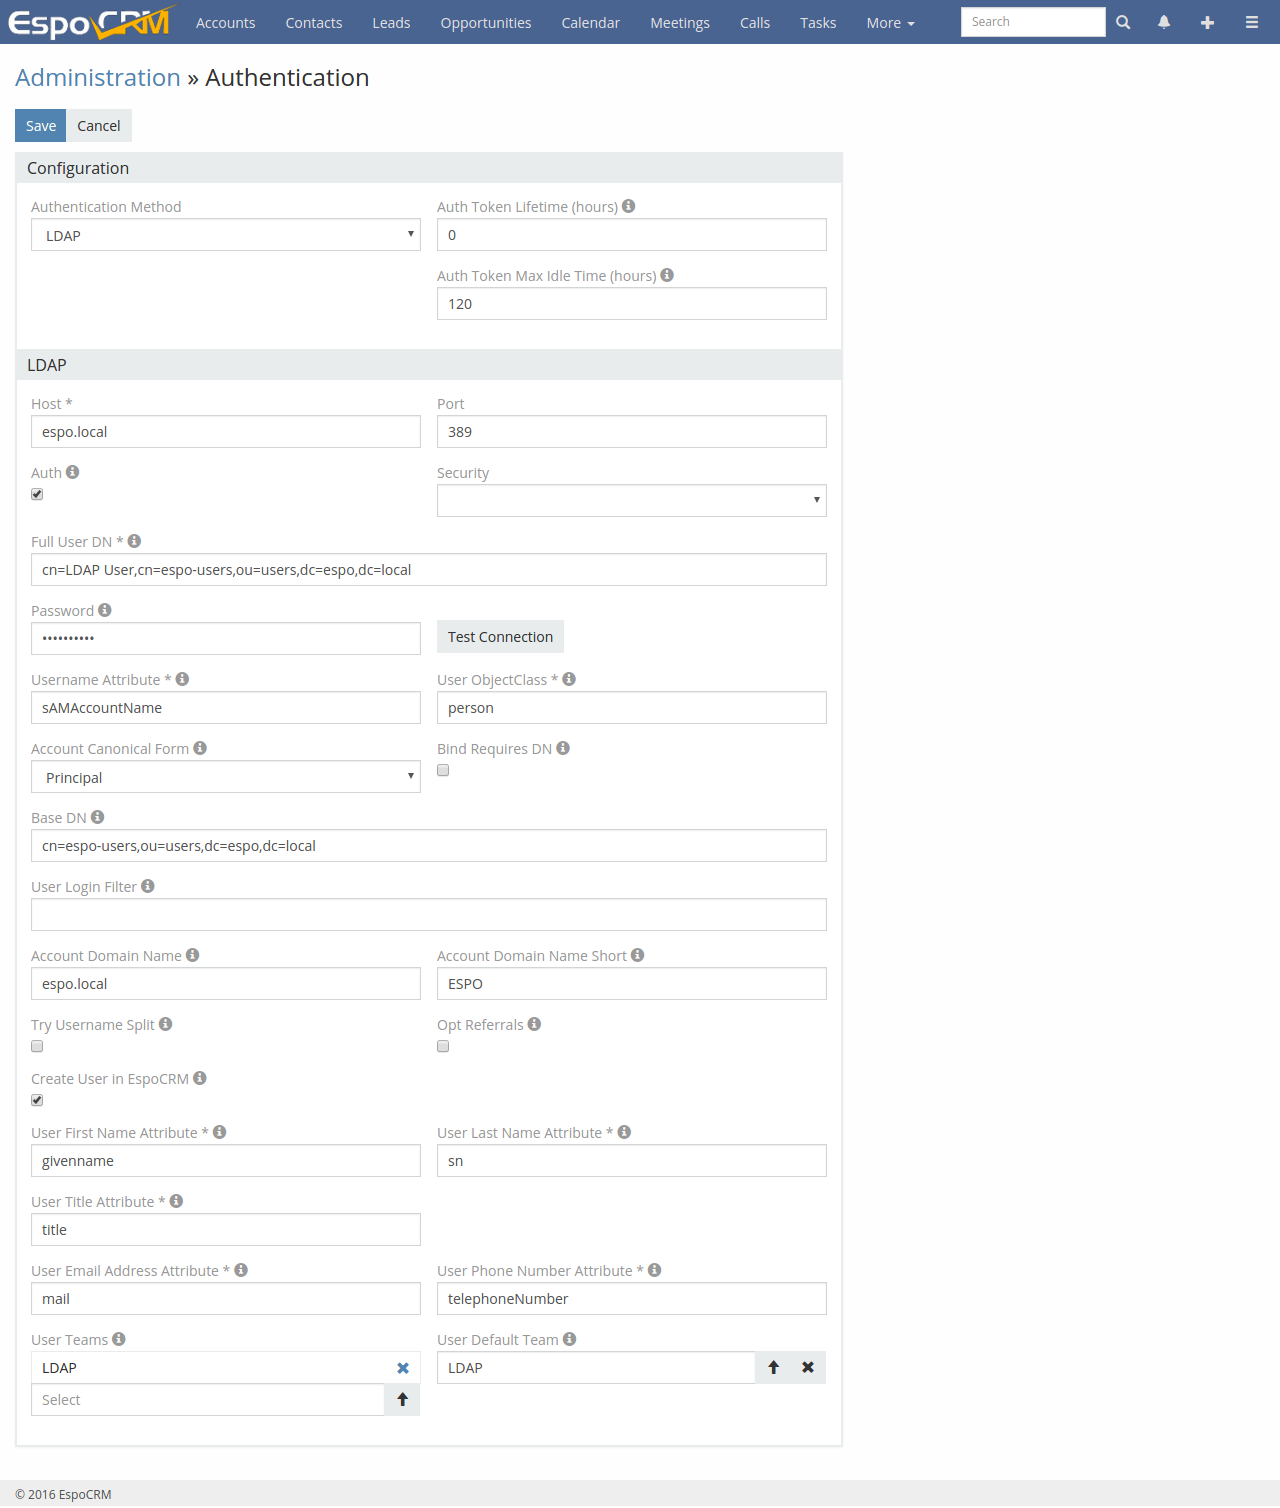 EspoCRM Accounts Contacts Leads Opportunities Calendar Meetings Calls Tasks More Search
Administration » Authentication
Save Cancel
Configuration
Authentication Method Auth Token Lifetime (hours)
LDAP 0
Auth Token Max Idle Time (hours)
120
LDAP
Host * Port
espo.local 389
Auth Security
Full User DN *
cn=LDAP User,cn=espo-users,ou=users,dc=espo,dc=local
Password
•••••••••• Test Connection
Username Attribute * User ObjectClass *
sAMAccountName person
Account Canonical Form Bind Requires DN
Principal
Base DN
cn=espo-users,ou=users,dc=espo,dc=local
User Login Filter
Account Domain Name Account Domain Name Short
espo.local ESPO
Try Username Split Opt Referrals
Create User in EspoCRM
User First Name Attribute * User Last Name Attribute *
givenname sn
User Title Attribute *
title
User Email Address Attribute * User Phone Number Attribute *
mail telephoneNumber
User Teams User Default Team
LDAP LDAP
Select
© 2016 EspoCRM